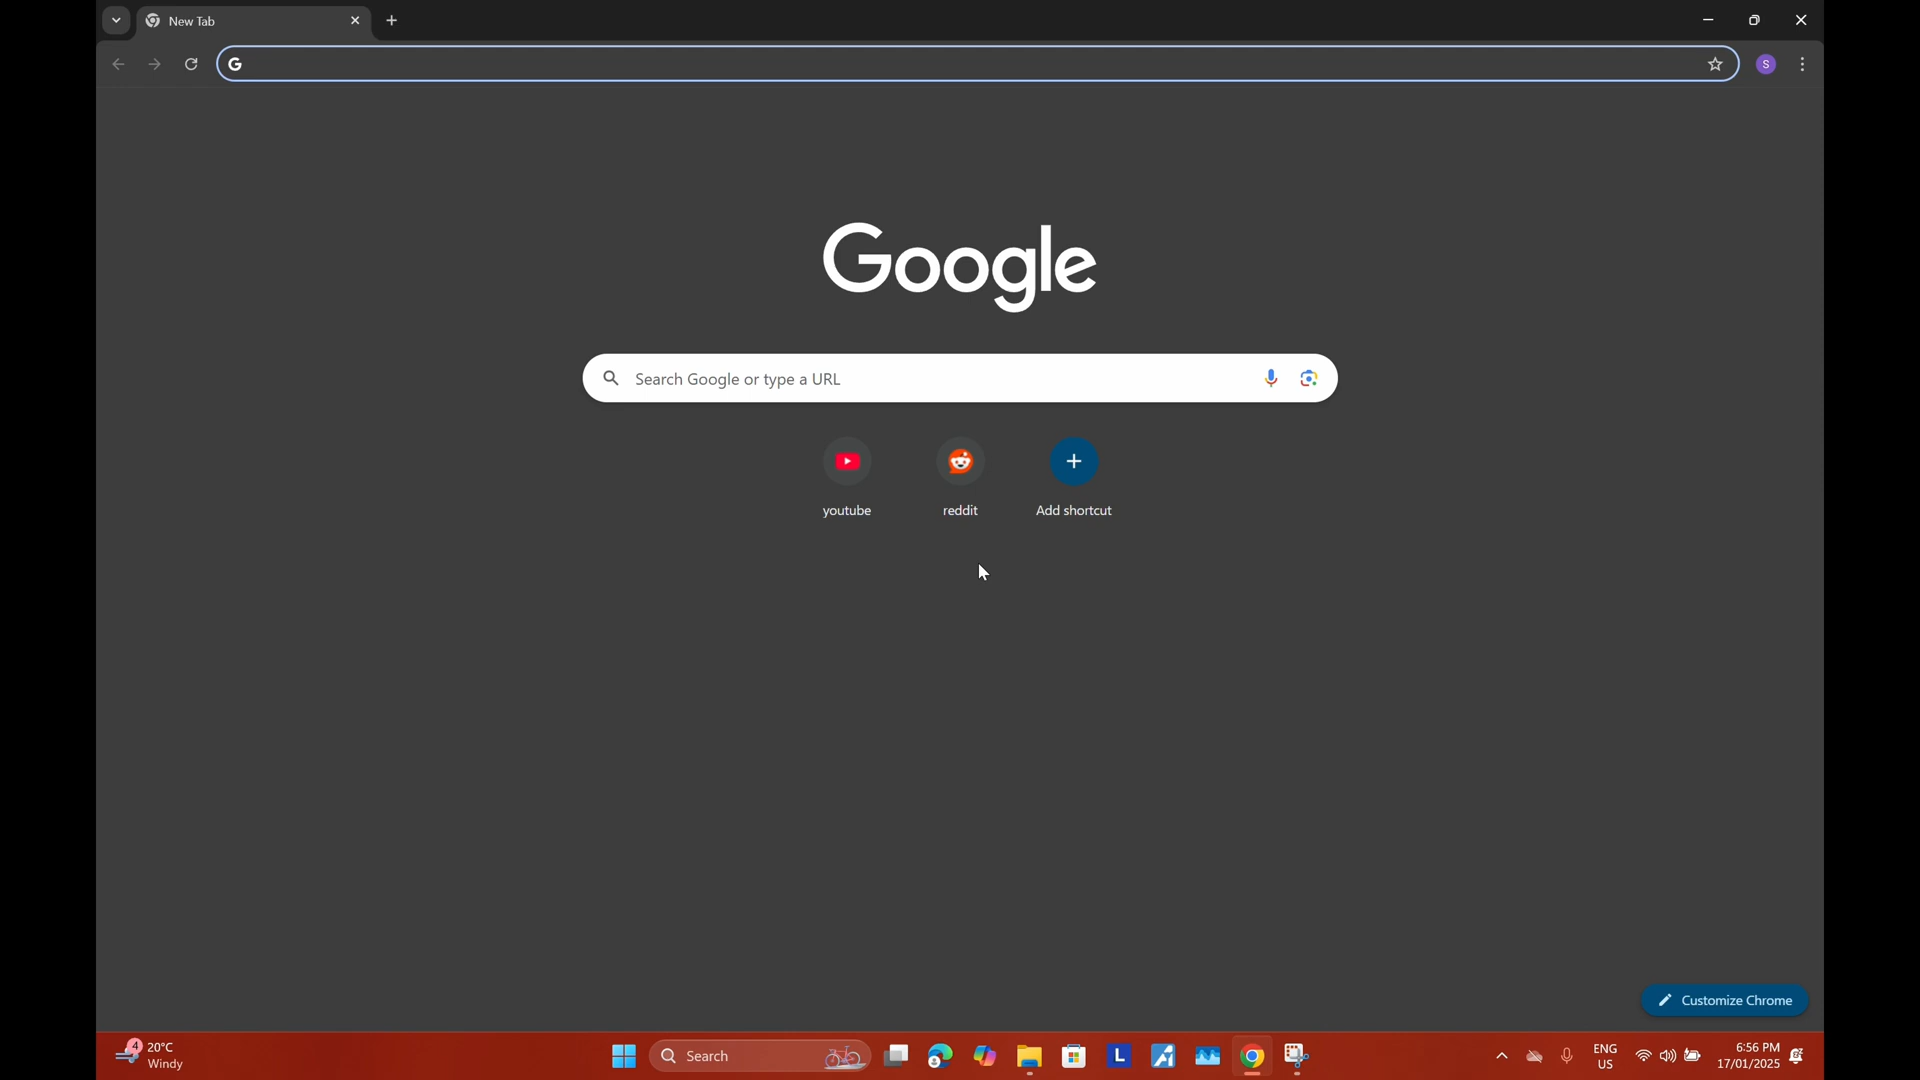 New Tab
G
S
Google
Search Google or type a URL
youtube
reddit
Add shortcut
Customize Chrome
4
20°C
Windy
Search
L
ENG
US
6:56 PM
17/01/2025